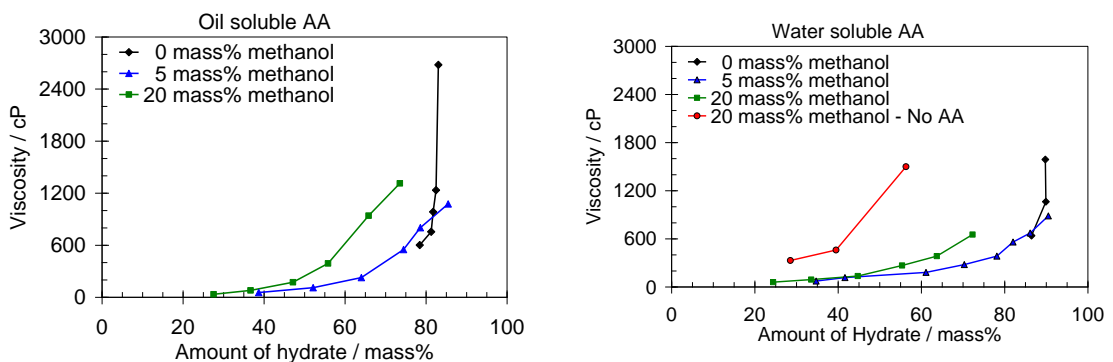 Oil soluble AA
3000
2400
1800
1200
600
0
Viscosity / cP
0 mass% methanol
5 mass% methanol
20 mass% methanol
0 20 40 60 80 100
Amount of hydrate / mass%
Water soluble AA
3000
2400
1800
1200
600
0
Viscosity / cP
0 mass% methanol
5 mass% methanol
20 mass% methanol
20 mass% methanol - No AA
0 20 40 60 80 100
Amount of Hydrate / mass%